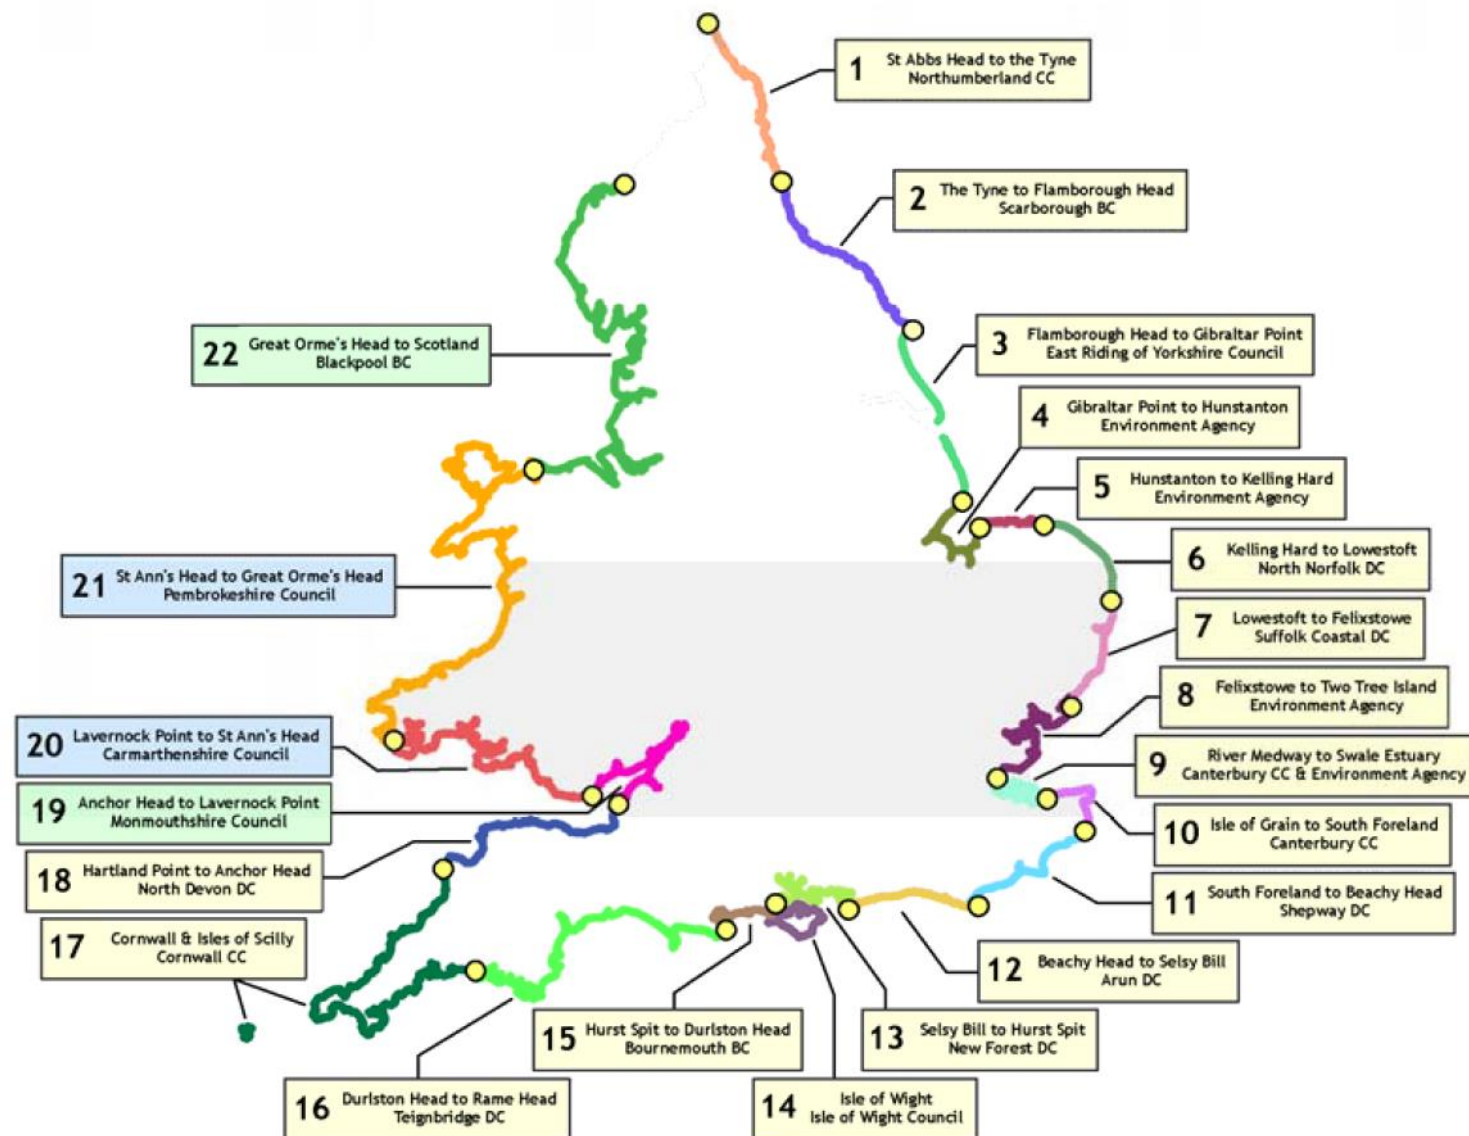 1 St Abbs Head to the Tyne
Northumberland CC
2 The Tyne to Flamborough Head
Scarborough BC
3 Flamborough Head to Gibraltar Point
East Riding of Yorkshire Council
4 Gibraltar Point to Hunstanton
Environment Agency
5 Hunstanton to Kelling Hard
Environment Agency
6 Kelling Hard to Lowestoft
North Norfolk DC
7 Lowestoft to Felixstowe
Suffolk Coastal DC
8 Felixstowe to Two Tree Island
Environment Agency
9 River Medway to Swale Estuary
Canterbury CC & Environment Agency
10 Isle of Grain to South Foreland
Canterbury CC
11 South Foreland to Beachy Head
Shepway DC
12 Beachy Head to Selsy Bill
Arun DC
13 Selsy Bill to Hurst Spit
New Forest DC
14 Isle of Wight
Isle of Wight Council
15 Hurst Spit to Durlston Head
Bournemouth BC
16 Durlston Head to Rame Head
Teignbridge DC
17 Cornwall & Isles of Scilly
Cornwall CC
18 Hartland Point to Anchor Head
North Devon DC
19 Anchor Head to Lavernock Point
Monmouthshire Council
20 Lavernock Point to St Ann's Head
Carmarthenshire Council
21 St Ann's Head to Great Orme's Head
Pembrokeshire Council
22 Great Orme's Head to Scotland
Blackpool BC